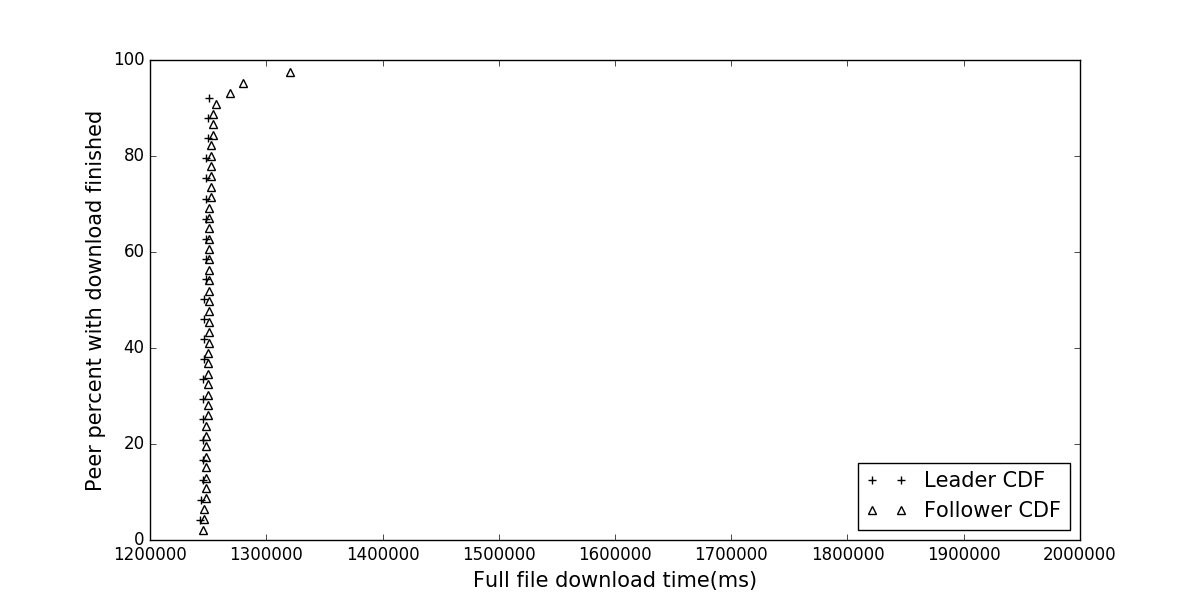 100
80
60
40
20
0
Peer percent with download finished
Leader CDF
Follower CDF
1200000 1300000 1400000 1500000 1600000 1700000 1800000 1900000 2000000
Full file download time(ms)